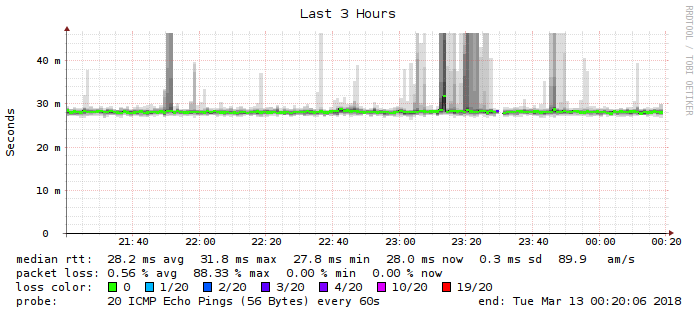 Last 3 Hours
RRDTOOL / TOBI OETIKER
Seconds
40 m
30 m
20 m
10 m
0
21:40 22:00 22:20 22:40 23:00 23:20 23:40 00:00 00:20
median rtt: 28.2 ms avg 31.8 ms max 27.8 ms min 28.0 ms now 0.3 ms sd 89.9 am/s
packet loss: 0.56 % avg 88.33 % max 0.00 % min 0.00 % now
loss color: 0 1/20 2/20 3/20 4/20 10/20 19/20
probe: 20 ICMP Echo Pings (56 Bytes) every 60s end: Tue Mar 13 00:20:06 2018